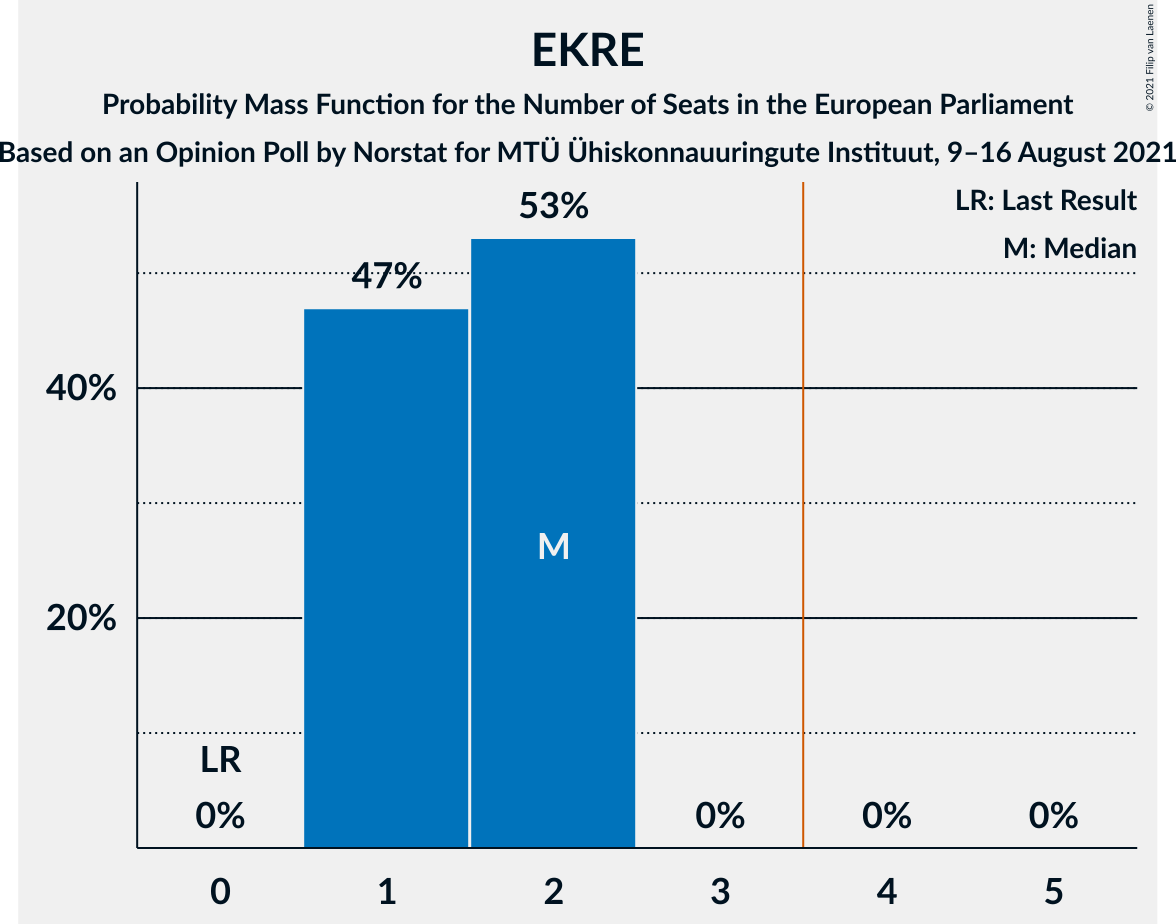 EKRE
Probability Mass Function for the Number of Seats in the European Parliament
Based on an Opinion Poll by Norstat for MTÜ Ühiskonnauuringute Instituut, 9–16 August 2021
© 2021 Filip van Laenen
LR: Last Result
M: Median
53%
47%
40%
M
20%
LR
0%
0%
0%
0%
0 1 2 3 4 5